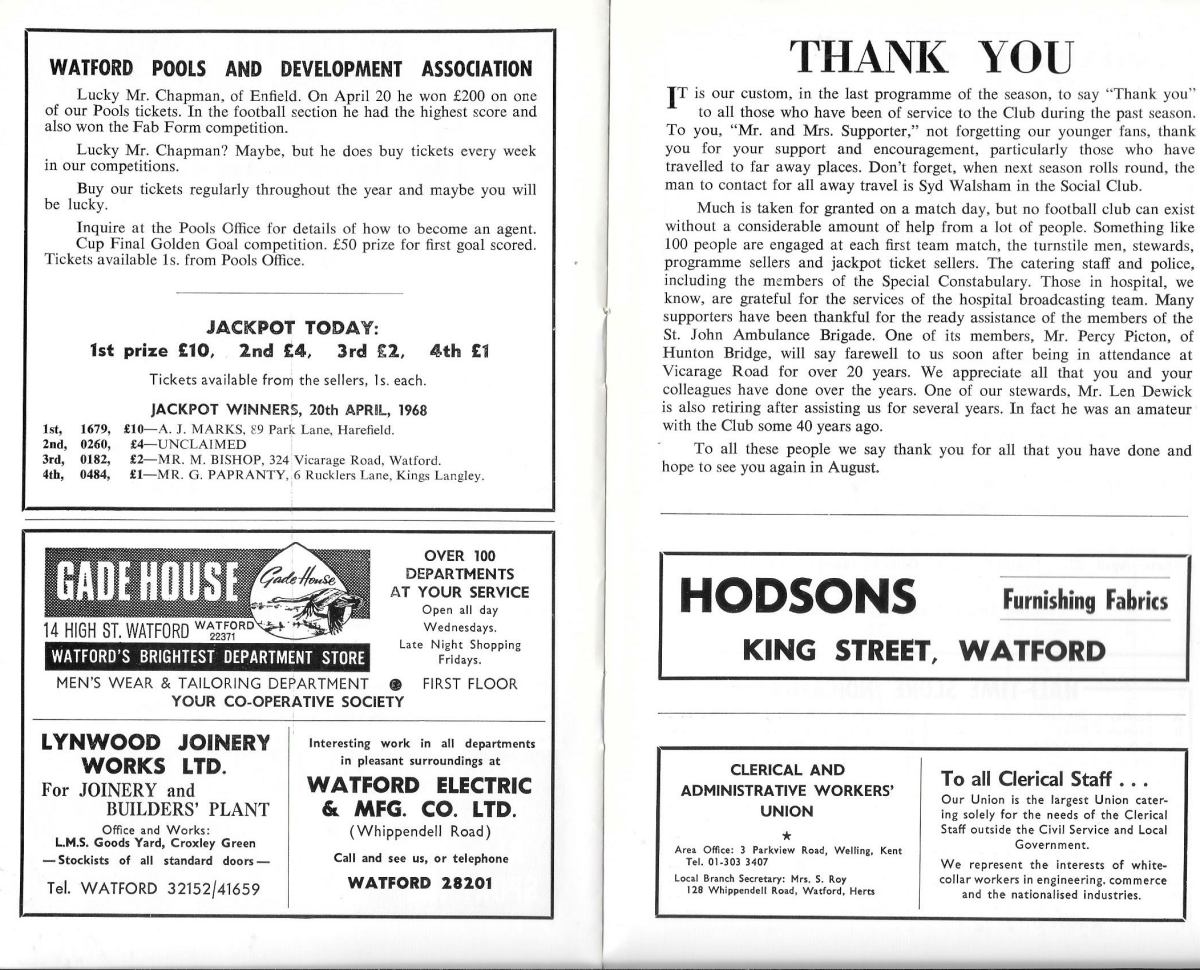 WATFORD POOLS AND DEVELOPMENT ASSOCIATION
Lucky Mr. Chapman, of Enfield. On April 20 he won £200 on one
of our Pools tickets. In the football section he had the highest score and
also won the Fab Form competition.
Lucky Mr. Chapman? Maybe, but he does buy tickets every week
in our competitions.
Buy our tickets regularly throughout the year and maybe you will
be lucky.
Inquire at the Pools Office for details of how to become an agent.
Cup Final Golden Goal competition. £50 prize for first goal scored.
Tickets available 1s. from Pools Office.
JACKPOT TODAY:
1st prize £10, 2nd £4, 3rd £2, 4th £1
Tickets available from the sellers, 1s. each.
JACKPOT WINNERS, 20th APRIL, 1968
1st, 1679, £10—A. J. MARKS, 89 Park Lane, Harefield.
2nd, 0260, £4—UNCLAIMED
3rd, 0182, £2—MR. M. BISHOP, 324 Vicarage Road, Watford.
4th, 0484, £1—MR. G. PAPRANTY, 6 Rucklers Lane, Kings Langley.
GADE HOUSE
Gade House
14 HIGH ST. WATFORD WATFORD 22371
WATFORD'S BRIGHTEST DEPARTMENT STORE
OVER 100
DEPARTMENTS
AT YOUR SERVICE
Open all day
Wednesdays.
Late Night Shopping
Fridays.
MEN'S WEAR & TAILORING DEPARTMENT ● FIRST FLOOR
YOUR CO-OPERATIVE SOCIETY
LYNWOOD JOINERY
WORKS LTD.
For JOINERY and
BUILDERS' PLANT
Office and Works:
L.M.S. Goods Yard, Croxley Green
—Stockists of all standard doors—
Tel. WATFORD 32152/41659
Interesting work in all departments
in pleasant surroundings at
WATFORD ELECTRIC
& MFG. CO. LTD.
(Whippendell Road)
Call and see us, or telephone
WATFORD 28201
THANK YOU
IT is our custom, in the last programme of the season, to say "Thank you"
to all those who have been of service to the Club during the past season.
To you, "Mr. and Mrs. Supporter," not forgetting our younger fans, thank
you for your support and encouragement, particularly those who have
travelled to far away places. Don't forget, when next season rolls round, the
man to contact for all away travel is Syd Walsham in the Social Club.
Much is taken for granted on a match day, but no football club can exist
without a considerable amount of help from a lot of people. Something like
100 people are engaged at each first team match, the turnstile men, stewards,
programme sellers and jackpot ticket sellers. The catering staff and police,
including the members of the Special Constabulary. Those in hospital, we
know, are grateful for the services of the hospital broadcasting team. Many
supporters have been thankful for the ready assistance of the members of the
St. John Ambulance Brigade. One of its members, Mr. Percy Picton, of
Hunton Bridge, will say farewell to us soon after being in attendance at
Vicarage Road for over 20 years. We appreciate all that you and your
colleagues have done over the years. One of our stewards, Mr. Len Dewick
is also retiring after assisting us for several years. In fact he was an amateur
with the Club some 40 years ago.
To all these people we say thank you for all that you have done and
hope to see you again in August.
HODSONS Furnishing Fabrics
KING STREET, WATFORD
CLERICAL AND
ADMINISTRATIVE WORKERS'
UNION
★
Area Office: 3 Parkview Road, Welling, Kent
Tel. 01-303 3407
Local Branch Secretary: Mrs. S. Roy
128 Whippendell Road, Watford, Herts
To all Clerical Staff . . .
Our Union is the largest Union cater-
ing solely for the needs of the Clerical
Staff outside the Civil Service and Local
Government.
We represent the interests of white-
collar workers in engineering, commerce
and the nationalised industries.